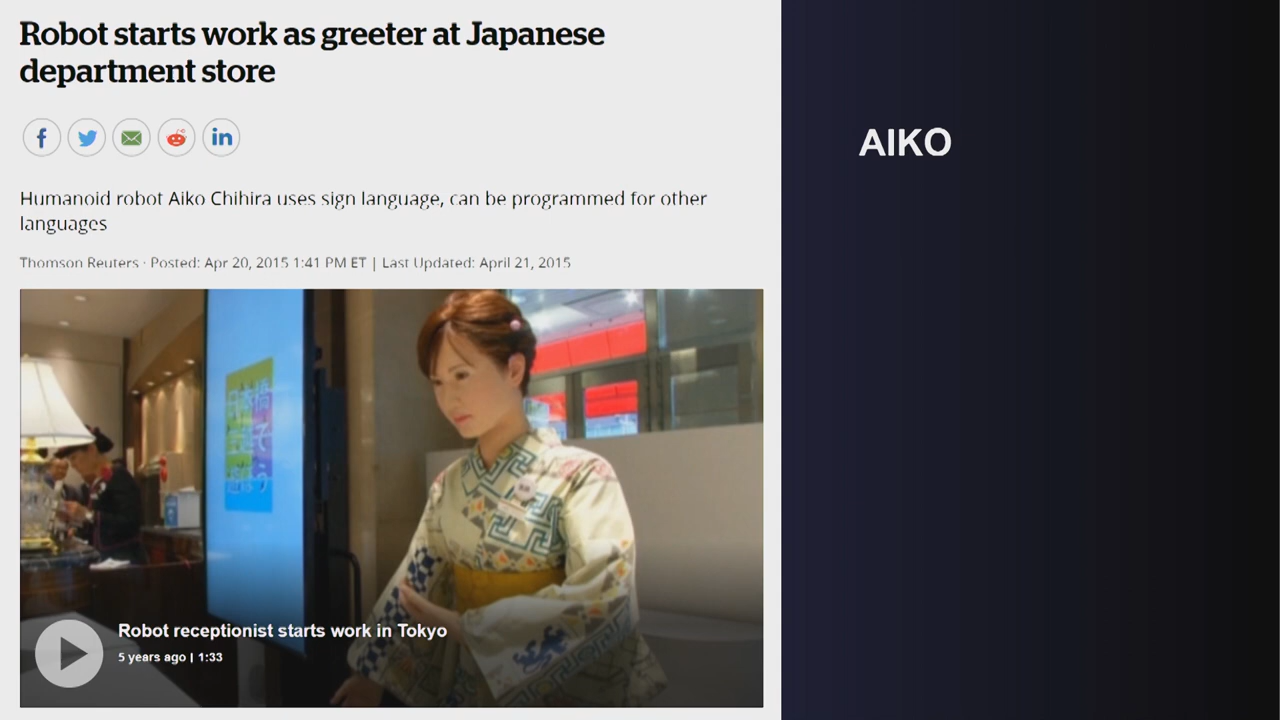 Robot starts work as greeter at Japanese
department store
Humanoid robot Aiko Chihira uses sign language, can be programmed for other
languages
Thomson Reuters · Posted: Apr 20, 2015 1:41 PM ET | Last Updated: April 21, 2015
Robot receptionist starts work in Tokyo
5 years ago | 1:33
AIKO